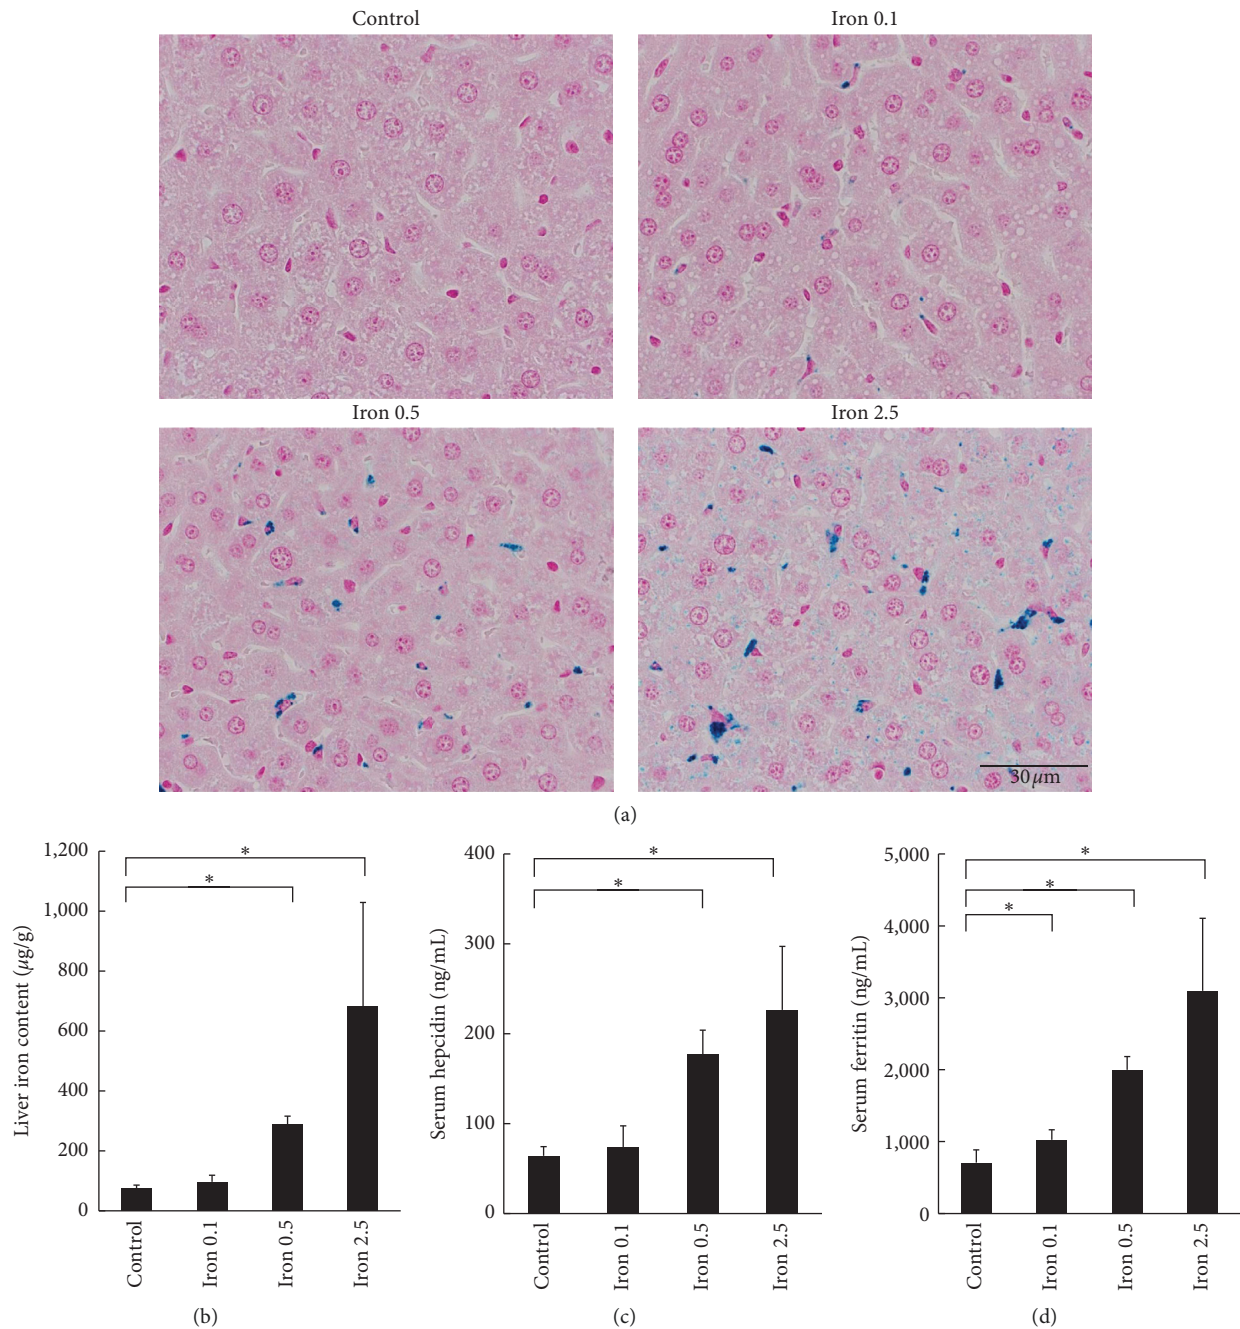 Control
Iron 0.1
Iron 0.5
Iron 2.5
30 μm
(a)
Liver iron content (μg/g)
1,200
1,000
800
600
400
200
0
*
*
Control
Iron 0.1
Iron 0.5
Iron 2.5
(b)
Serum hepcidin (ng/mL)
400
300
200
100
0
*
*
Control
Iron 0.1
Iron 0.5
Iron 2.5
(c)
Serum ferritin (ng/mL)
5,000
4,000
3,000
2,000
1,000
0
*
*
*
Control
Iron 0.1
Iron 0.5
Iron 2.5
(d)